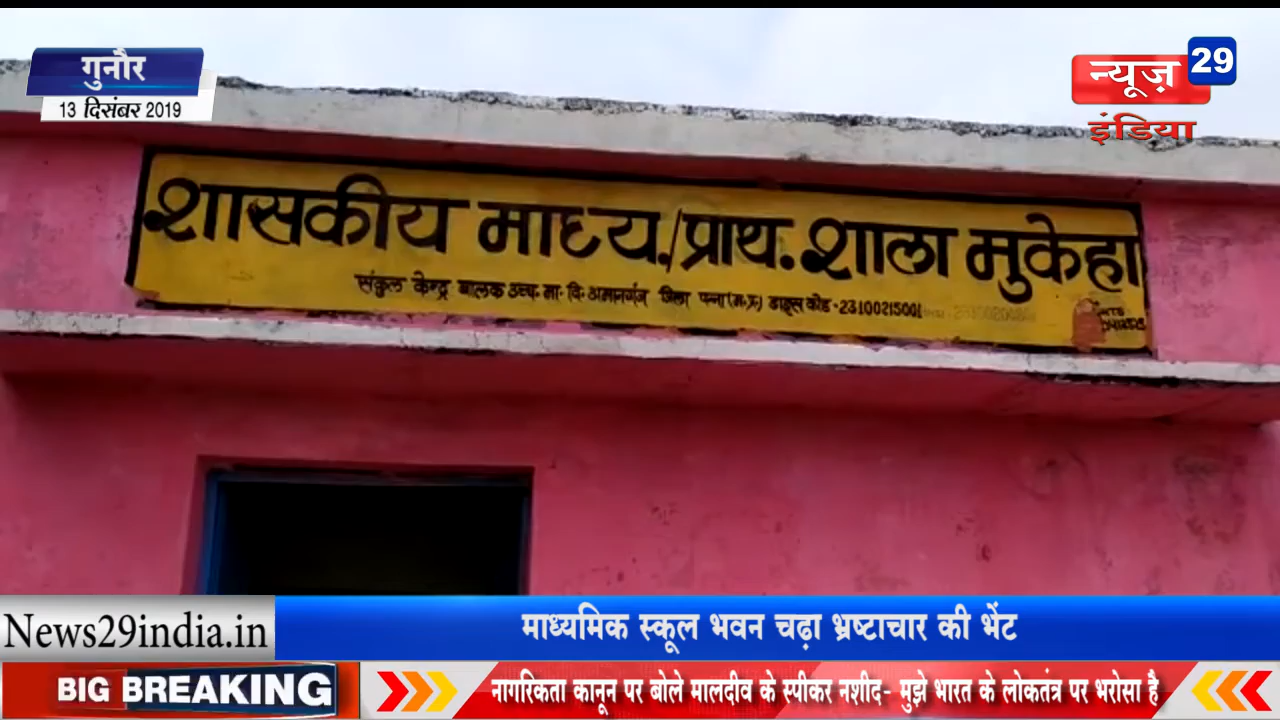 गुनौर
13 दिसंबर 2019
न्यूज़ 29
इंडिया
शासकीय माध्य./प्राथ. शाला मुकेहा
संकुल केन्द्र बालक उच्च. मा. वि. अमानगंज जिला पन्ना (म.प्र.) डाइस कोड - 23100215001
News29india.in
माध्यमिक स्कूल भवन चढ़ा भ्रष्टाचार की भेंट
BIG BREAKING
नागरिकता कानून पर बोले मालदीव के स्पीकर नशीद- मुझे भारत के लोकतंत्र पर भरोसा है